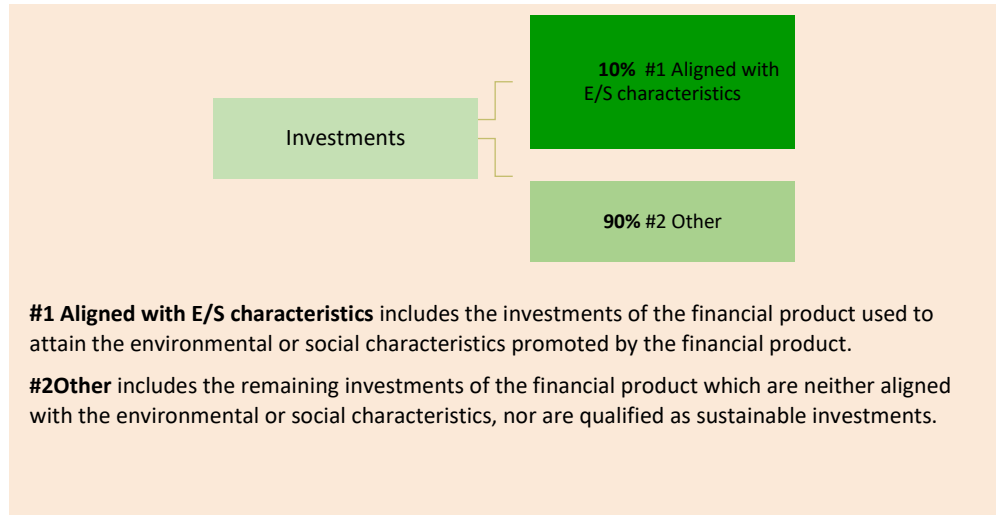 10% #1 Aligned with
E/S characteristics
Investments
90% #2 Other
#1 Aligned with E/S characteristics includes the investments of the financial product used to
attain the environmental or social characteristics promoted by the financial product.
#2Other includes the remaining investments of the financial product which are neither aligned
with the environmental or social characteristics, nor are qualified as sustainable investments.